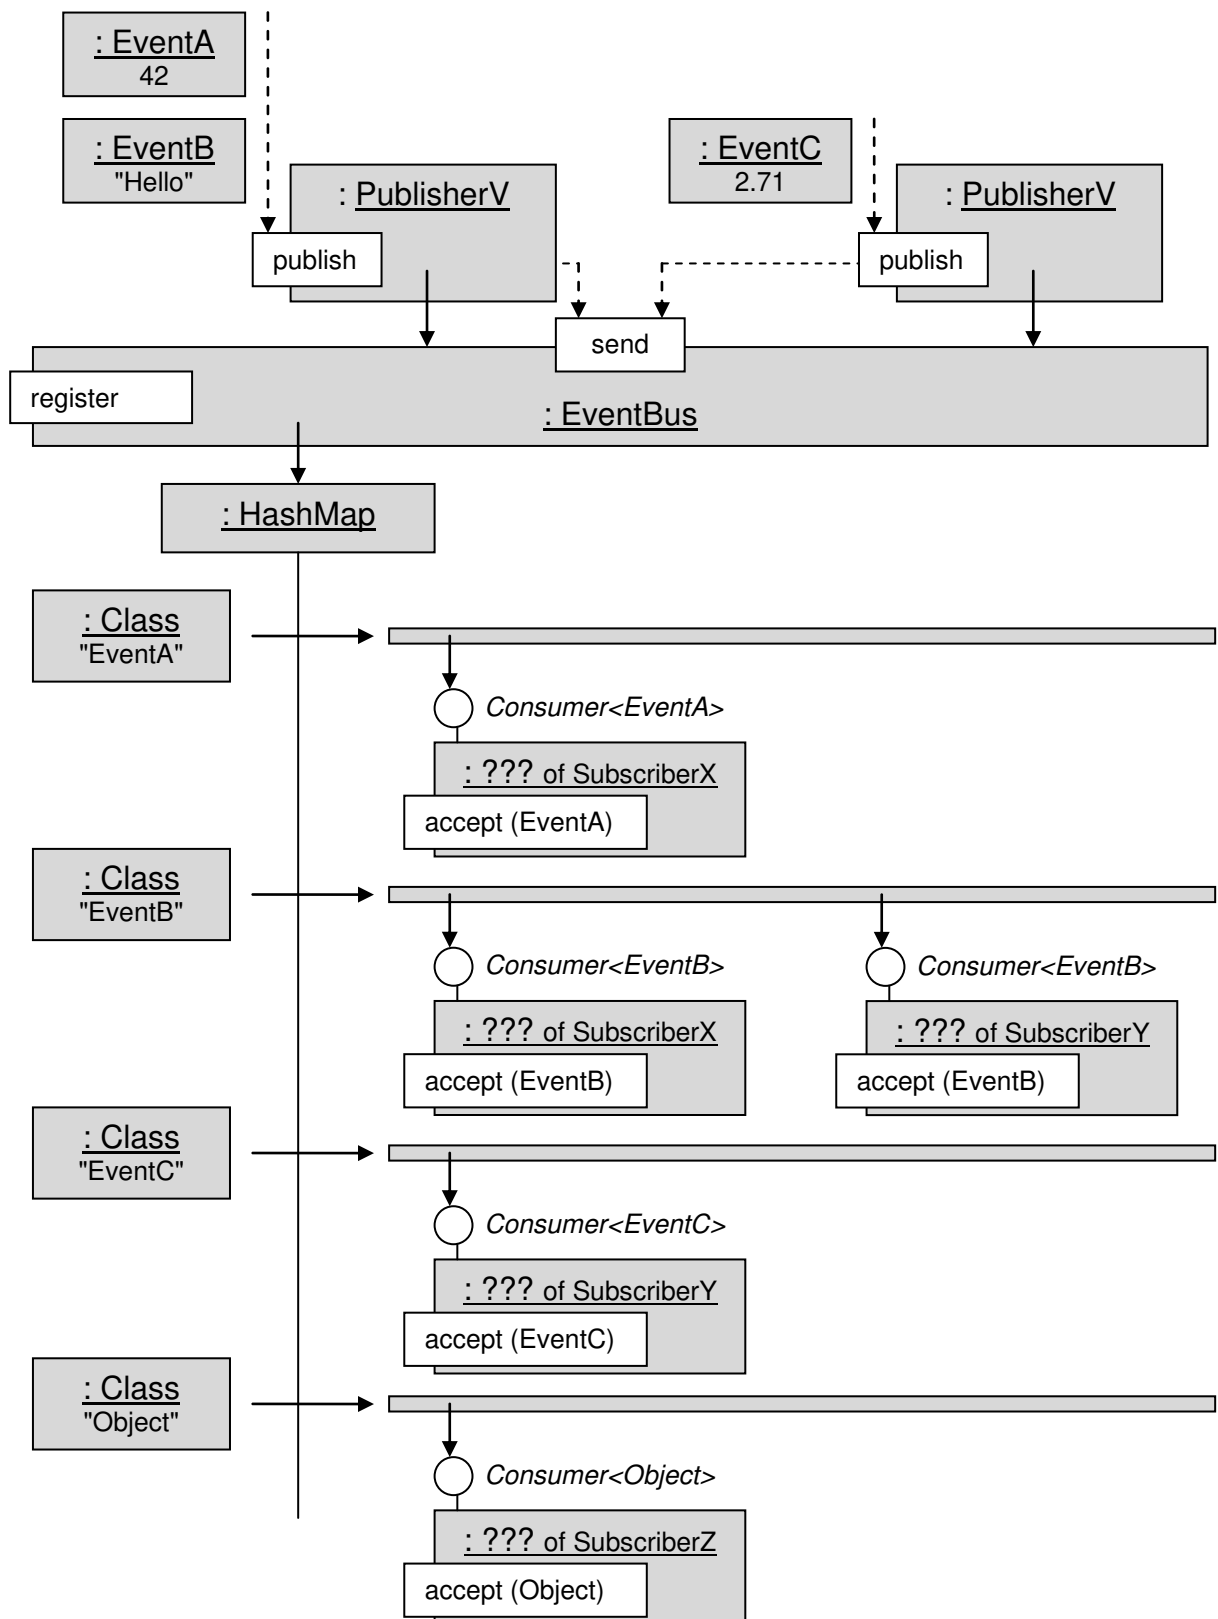 : EventA
42
: EventB
"Hello"
: PublisherV
publish
: EventC
2.71
: PublisherV
publish
send
register
: EventBus
: HashMap
: Class
"EventA"
Consumer<EventA>
: ??? of SubscriberX
accept (EventA)
: Class
"EventB"
Consumer<EventB>
Consumer<EventB>
: ??? of SubscriberX
: ??? of SubscriberY
accept (EventB)
accept (EventB)
: Class
"EventC"
Consumer<EventC>
: ??? of SubscriberY
accept (EventC)
: Class
"Object"
Consumer<Object>
: ??? of SubscriberZ
accept (Object)